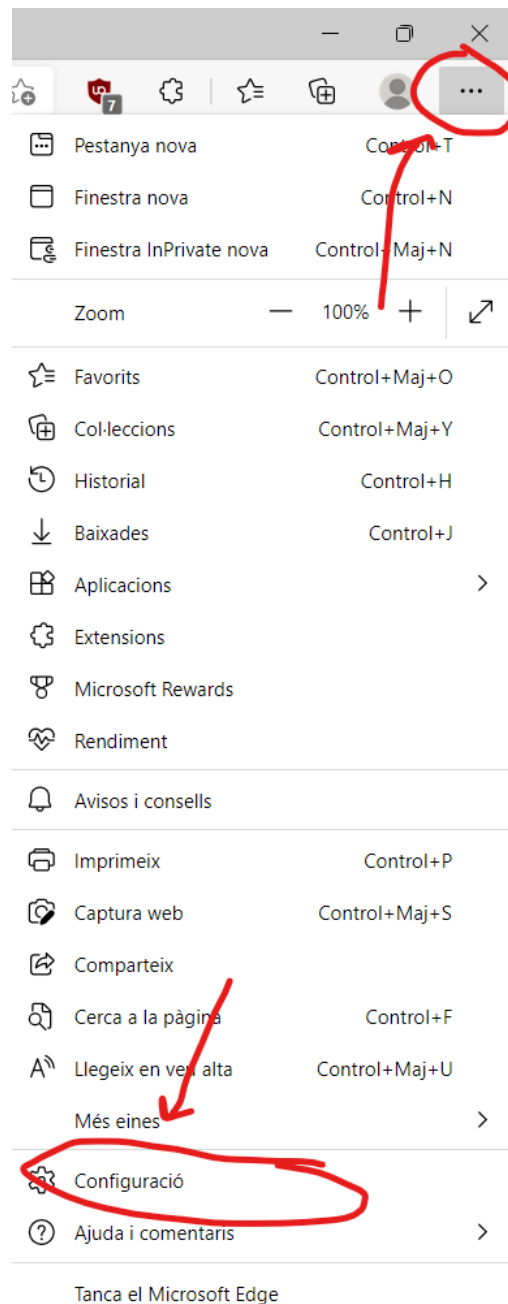 7
Pestanya nova Control+T
Finestra nova Control+N
Finestra InPrivate nova Control+Maj+N
Zoom 100%
Favorits Control+Maj+O
Col·leccions Control+Maj+Y
Historial Control+H
Baixades Control+J
Aplicacions
Extensions
Microsoft Rewards
Rendiment
Avisos i consells
Imprimeix Control+P
Captura web Control+Maj+S
Comparteix
Cerca a la pàgina Control+F
Llegeix en veu alta Control+Maj+U
Més eines
Configuració
Ajuda i comentaris
Tanca el Microsoft Edge